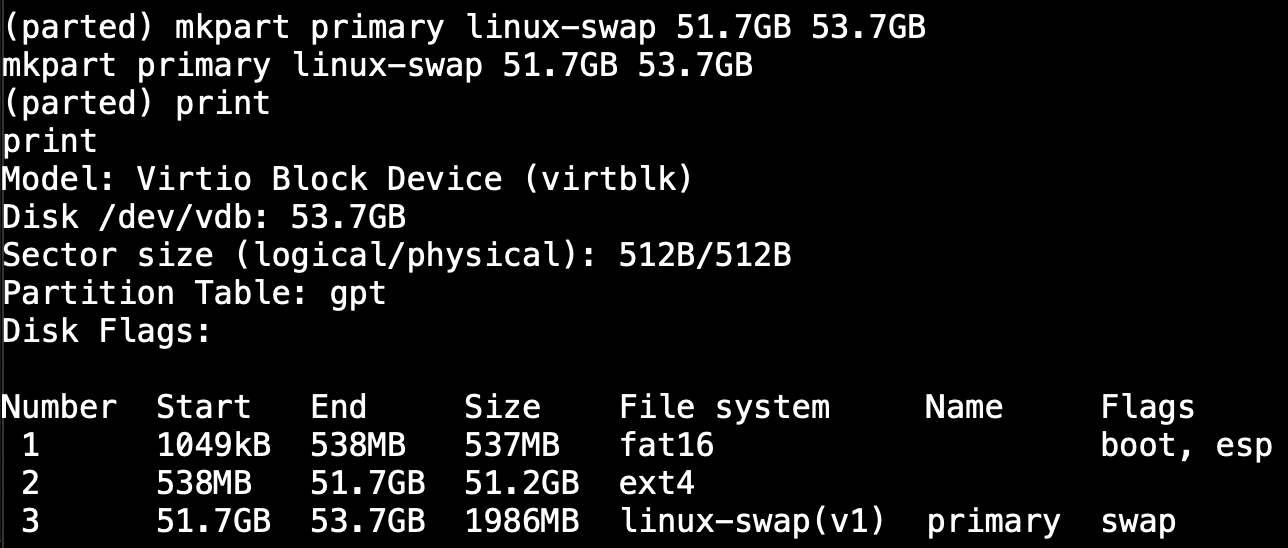 (parted) mkpart primary linux-swap 51.7GB 53.7GB
mkpart primary linux-swap 51.7GB 53.7GB
(parted) print
print
Model: Virtio Block Device (virtblk)
Disk /dev/vdb: 53.7GB
Sector size (logical/physical): 512B/512B
Partition Table: gpt
Disk Flags:

Number  Start   End     Size    File system     Name     Flags
 1      1049kB  538MB   537MB   fat16                    boot, esp
 2      538MB   51.7GB  51.2GB  ext4
 3      51.7GB  53.7GB  1986MB  linux-swap(v1)  primary  swap